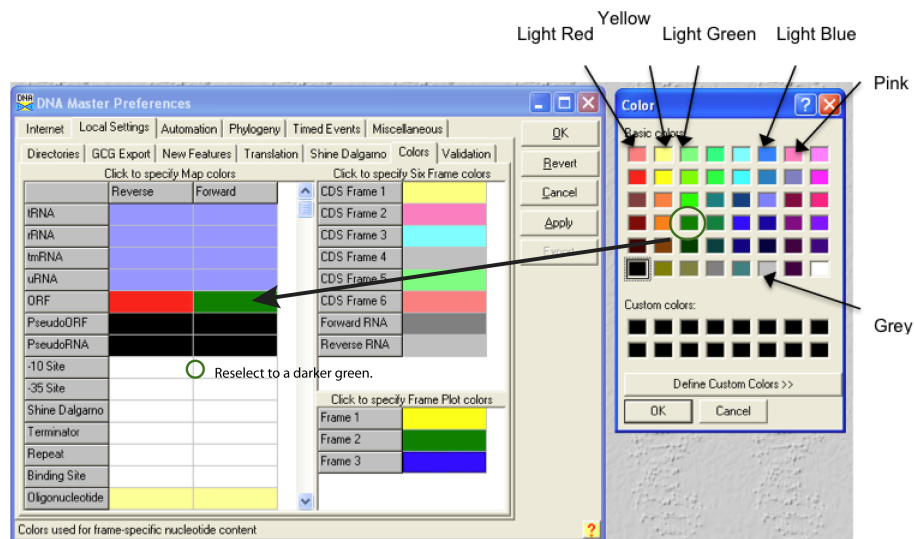 Yellow
Light Red
Light Green
Light Blue
Pink
DNA Master Preferences
Color
Internet
Local Settings
Automation
Phylogeny
Timed Events
Miscellaneous
OK
Basic colors:
Directories
GCG Export
New Features
Translation
Shine Dalgarno
Colors
Validation
Revert
Click to specify Map colors
Click to specify Six Frame colors
Reverse
Forward
CDS Frame 1
Cancel
tRNA
CDS Frame 2
Apply
rRNA
CDS Frame 3
tmRNA
CDS Frame 4
Export
uRNA
CDS Frame 5
ORF
CDS Frame 6
Custom colors:
PseudoORF
Forward RNA
Grey
PseudoRNA
Reverse RNA
-10 Site
Reselect to a darker green.
-35 Site
Define Custom Colors >>
Shine Dalgarno
Click to specify Frame Plot colors
OK
Cancel
Terminator
Frame 1
Repeat
Frame 2
Binding Site
Frame 3
Oligonucleotide
Colors used for frame-specific nucleotide content